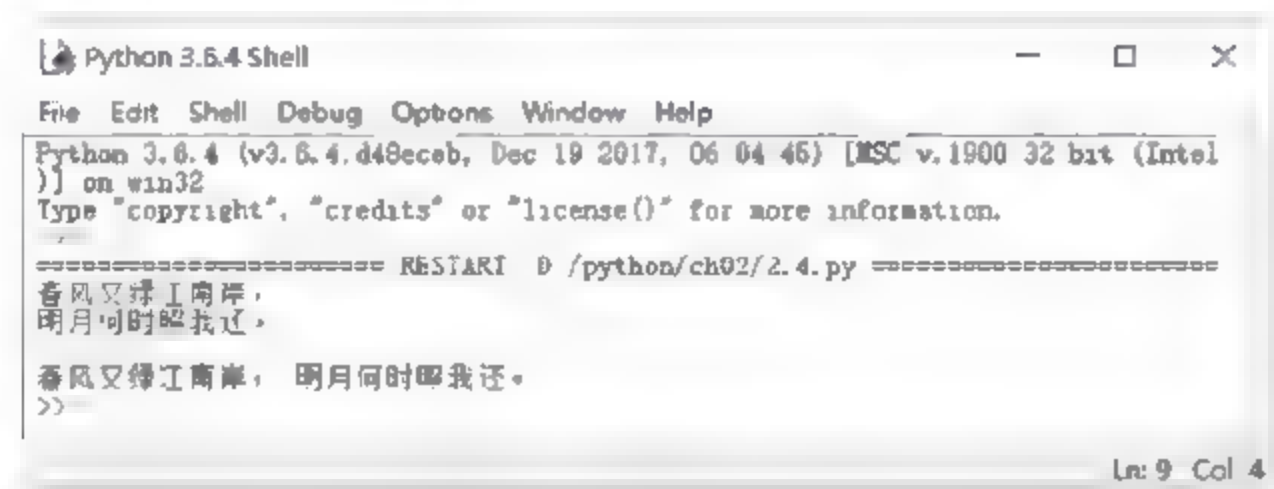 Python 3.6.4 Shell
File Edit Shell Debug Options Window Help
Python 3.6.4 (v3.6.4:d48eceb, Dec 19 2017, 06:04:45) [MSC v.1900 32 bit (Intel
)] on win32
Type "copyright", "credits" or "license()" for more information.
======================= RESTART: D:/python/ch02/2.4.py =======================
春风又绿江南岸,
明月何时照我还。
春风又绿江南岸, 明月何时照我还。
>>
Ln: 9 Col: 4